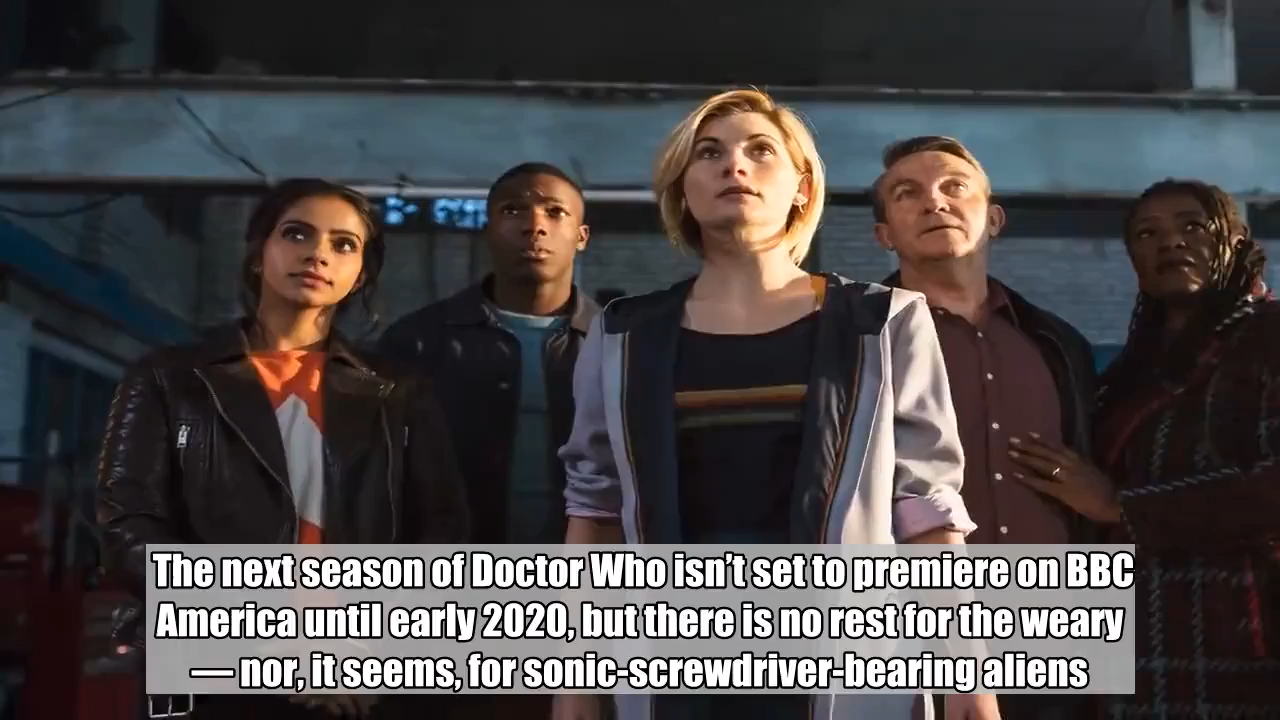 The next season of Doctor Who isn’t set to premiere on BBC
America until early 2020, but there is no rest for the weary
— nor, it seems, for sonic-screwdriver-bearing aliens